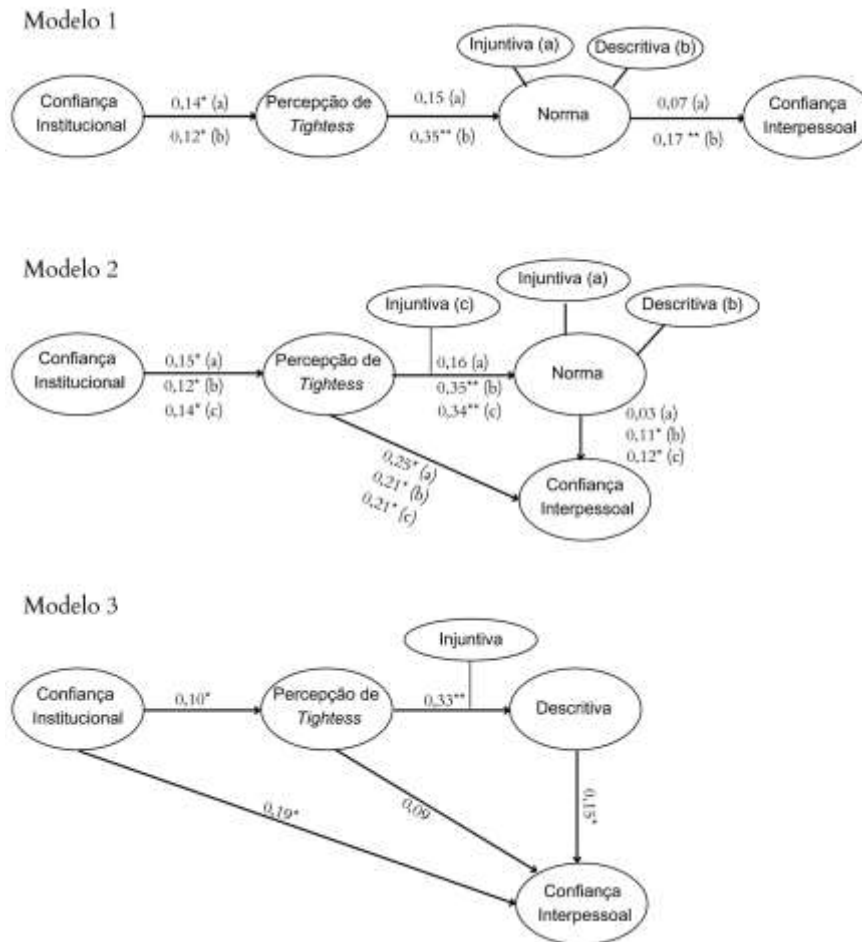 Modelo 1
Injuntiva (a)
Descritiva (b)
Confiança
Institucional
0,14* (a)
0,12* (b)
Percepção de
Tightess
0,15 (a)
0,35** (b)
Norma
0,07 (a)
0,17 ** (b)
Confiança
Interpessoal
Modelo 2
Injuntiva (c)
Injuntiva (a)
Descritiva (b)
Confiança
Institucional
0,15* (a)
0,12* (b)
0,14* (c)
Percepção de
Tightess
0,16 (a)
0,35** (b)
0,34** (c)
Norma
0,03 (a)
0,11* (b)
0,12* (c)
0,25* (a)
0,21* (b)
0,21* (c)
Confiança
Interpessoal
Modelo 3
Injuntiva
Confiança
Institucional
0,10*
Percepção de
Tightess
0,33**
Descritiva
0,19*
0,09
0,15*
Confiança
Interpessoal